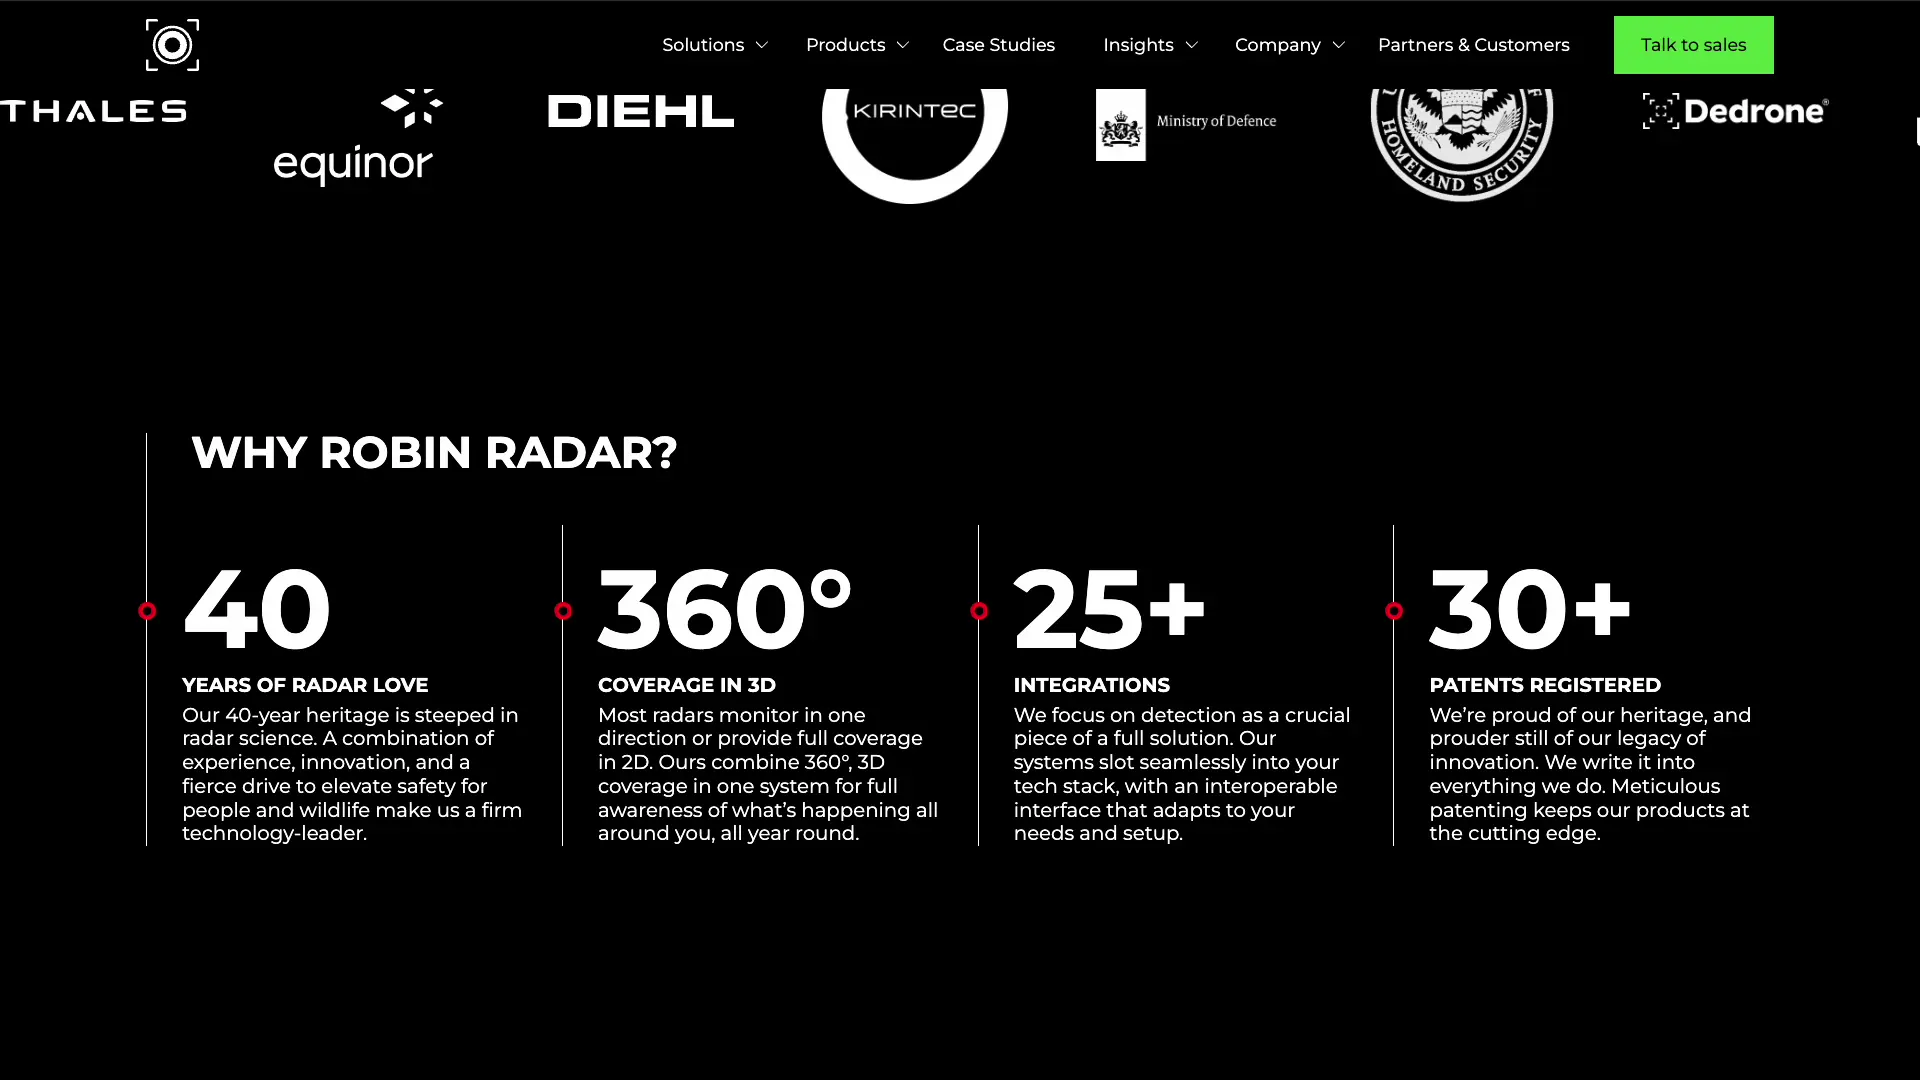 Solutions
Products
Case Studies
Insights
Company
Partners & Customers
Talk to sales
THALES
equinor
DIEHL
KIRINTEC
Ministry of Defence
HOMELAND SECURITY
Dedrone®
WHY ROBIN RADAR?
40
YEARS OF RADAR LOVE
Our 40-year heritage is steeped in
radar science. A combination of
experience, innovation, and a
fierce drive to elevate safety for
people and wildlife make us a firm
technology-leader.
360°
COVERAGE IN 3D
Most radars monitor in one
direction or provide full coverage
in 2D. Ours combine 360°, 3D
coverage in one system for full
awareness of what’s happening all
around you, all year round.
25+
INTEGRATIONS
We focus on detection as a crucial
piece of a full solution. Our
systems slot seamlessly into your
tech stack, with an interoperable
interface that adapts to your
needs and setup.
30+
PATENTS REGISTERED
We’re proud of our heritage, and
prouder still of our legacy of
innovation. We write it into
everything we do. Meticulous
patenting keeps our products at
the cutting edge.